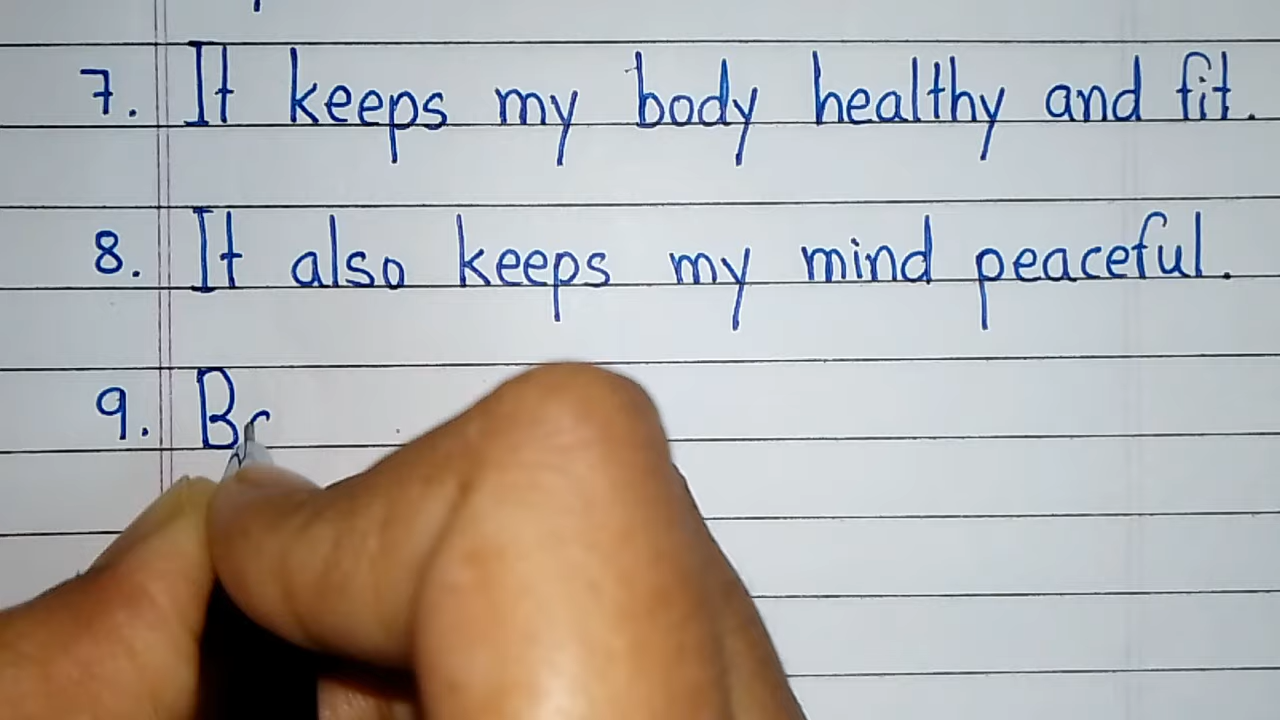 7. It keeps my body healthy and fit.
8. It also keeps my mind peaceful.
9. B